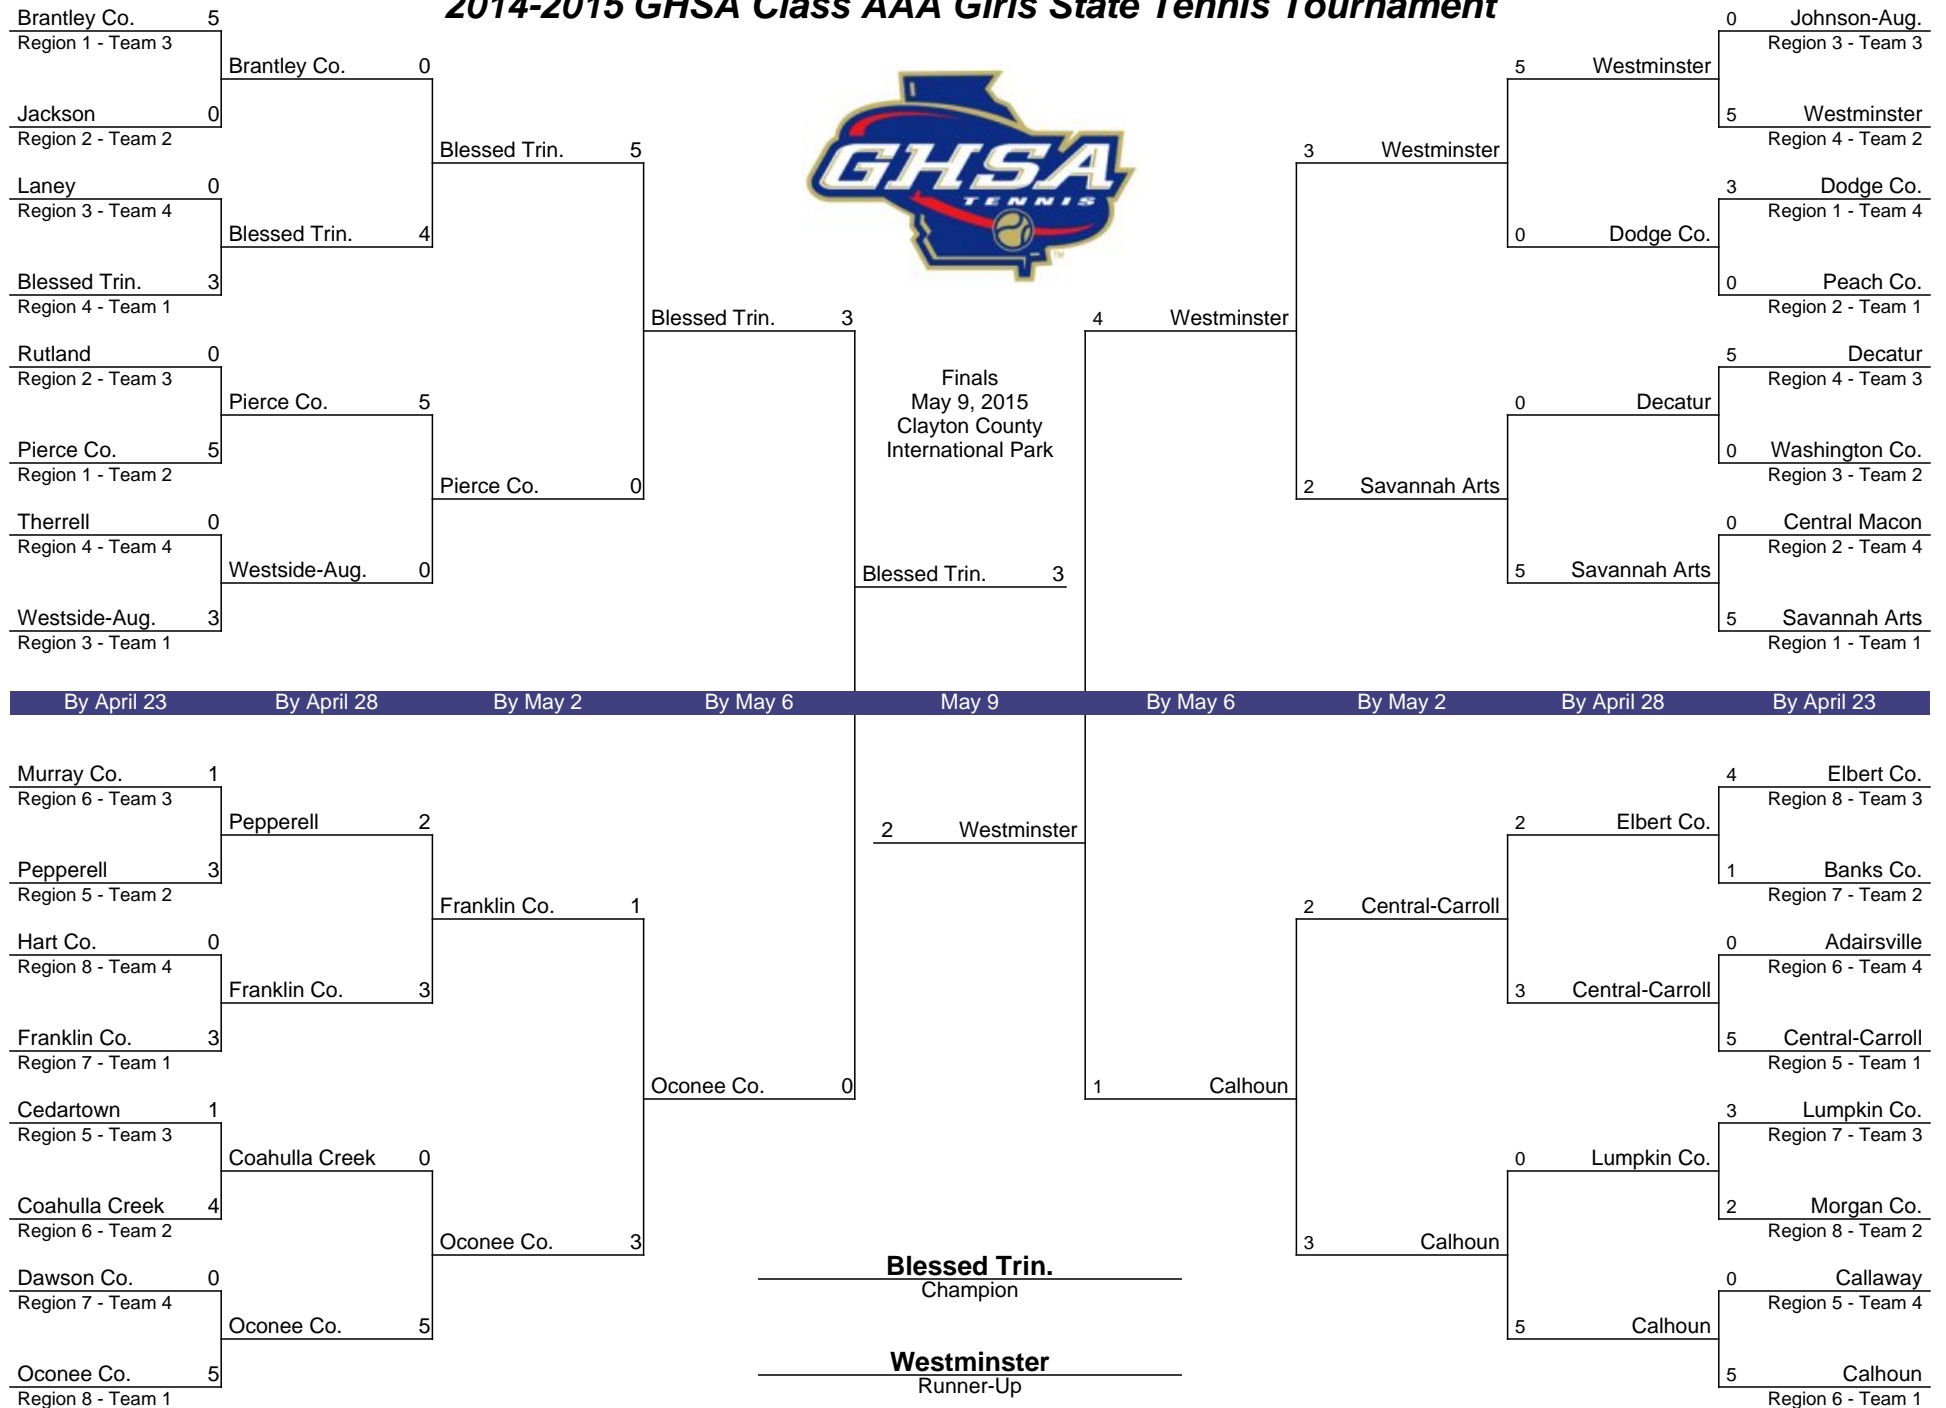 2014-2015 GHSA Class AAA Girls State Tennis Tournament
Brantley Co. 5
Region 1 - Team 3
Jackson 0
Region 2 - Team 2
Laney 0
Region 3 - Team 4
Blessed Trin. 3
Region 4 - Team 1
Rutland 0
Region 2 - Team 3
Pierce Co. 5
Region 1 - Team 2
Therrell 0
Region 4 - Team 4
Westside-Aug. 3
Region 3 - Team 1
Brantley Co. 0
Blessed Trin. 4
Pierce Co. 5
Westside-Aug. 0
Blessed Trin. 5
Pierce Co. 0
Blessed Trin. 3
GHSA
TENNIS
TM
Finals
May 9, 2015
Clayton County
International Park
Blessed Trin. 3
4 Westminster
3 Westminster
2 Savannah Arts
5 Westminster
0 Dodge Co.
0 Decatur
5 Savannah Arts
0 Johnson-Aug.
Region 3 - Team 3
5 Westminster
Region 4 - Team 2
3 Dodge Co.
Region 1 - Team 4
0 Peach Co.
Region 2 - Team 1
5 Decatur
Region 4 - Team 3
0 Washington Co.
Region 3 - Team 2
0 Central Macon
Region 2 - Team 4
5 Savannah Arts
Region 1 - Team 1
By April 23 By April 28 By May 2 By May 6 May 9 By May 6 By May 2 By April 28 By April 23
Murray Co. 1
Region 6 - Team 3
Pepperell 3
Region 5 - Team 2
Hart Co. 0
Region 8 - Team 4
Franklin Co. 3
Region 7 - Team 1
Cedartown 1
Region 5 - Team 3
Coahulla Creek 4
Region 6 - Team 2
Dawson Co. 0
Region 7 - Team 4
Oconee Co. 5
Region 8 - Team 1
Pepperell 2
Franklin Co. 3
Coahulla Creek 0
Oconee Co. 5
Franklin Co. 1
Oconee Co. 3
Oconee Co. 0
2 Westminster
1 Calhoun
2 Central-Carroll
3 Calhoun
2 Elbert Co.
3 Central-Carroll
0 Lumpkin Co.
5 Calhoun
4 Elbert Co.
Region 8 - Team 3
1 Banks Co.
Region 7 - Team 2
0 Adairsville
Region 6 - Team 4
5 Central-Carroll
Region 5 - Team 1
3 Lumpkin Co.
Region 7 - Team 3
2 Morgan Co.
Region 8 - Team 2
0 Callaway
Region 5 - Team 4
5 Calhoun
Region 6 - Team 1
Blessed Trin.
Champion
Westminster
Runner-Up